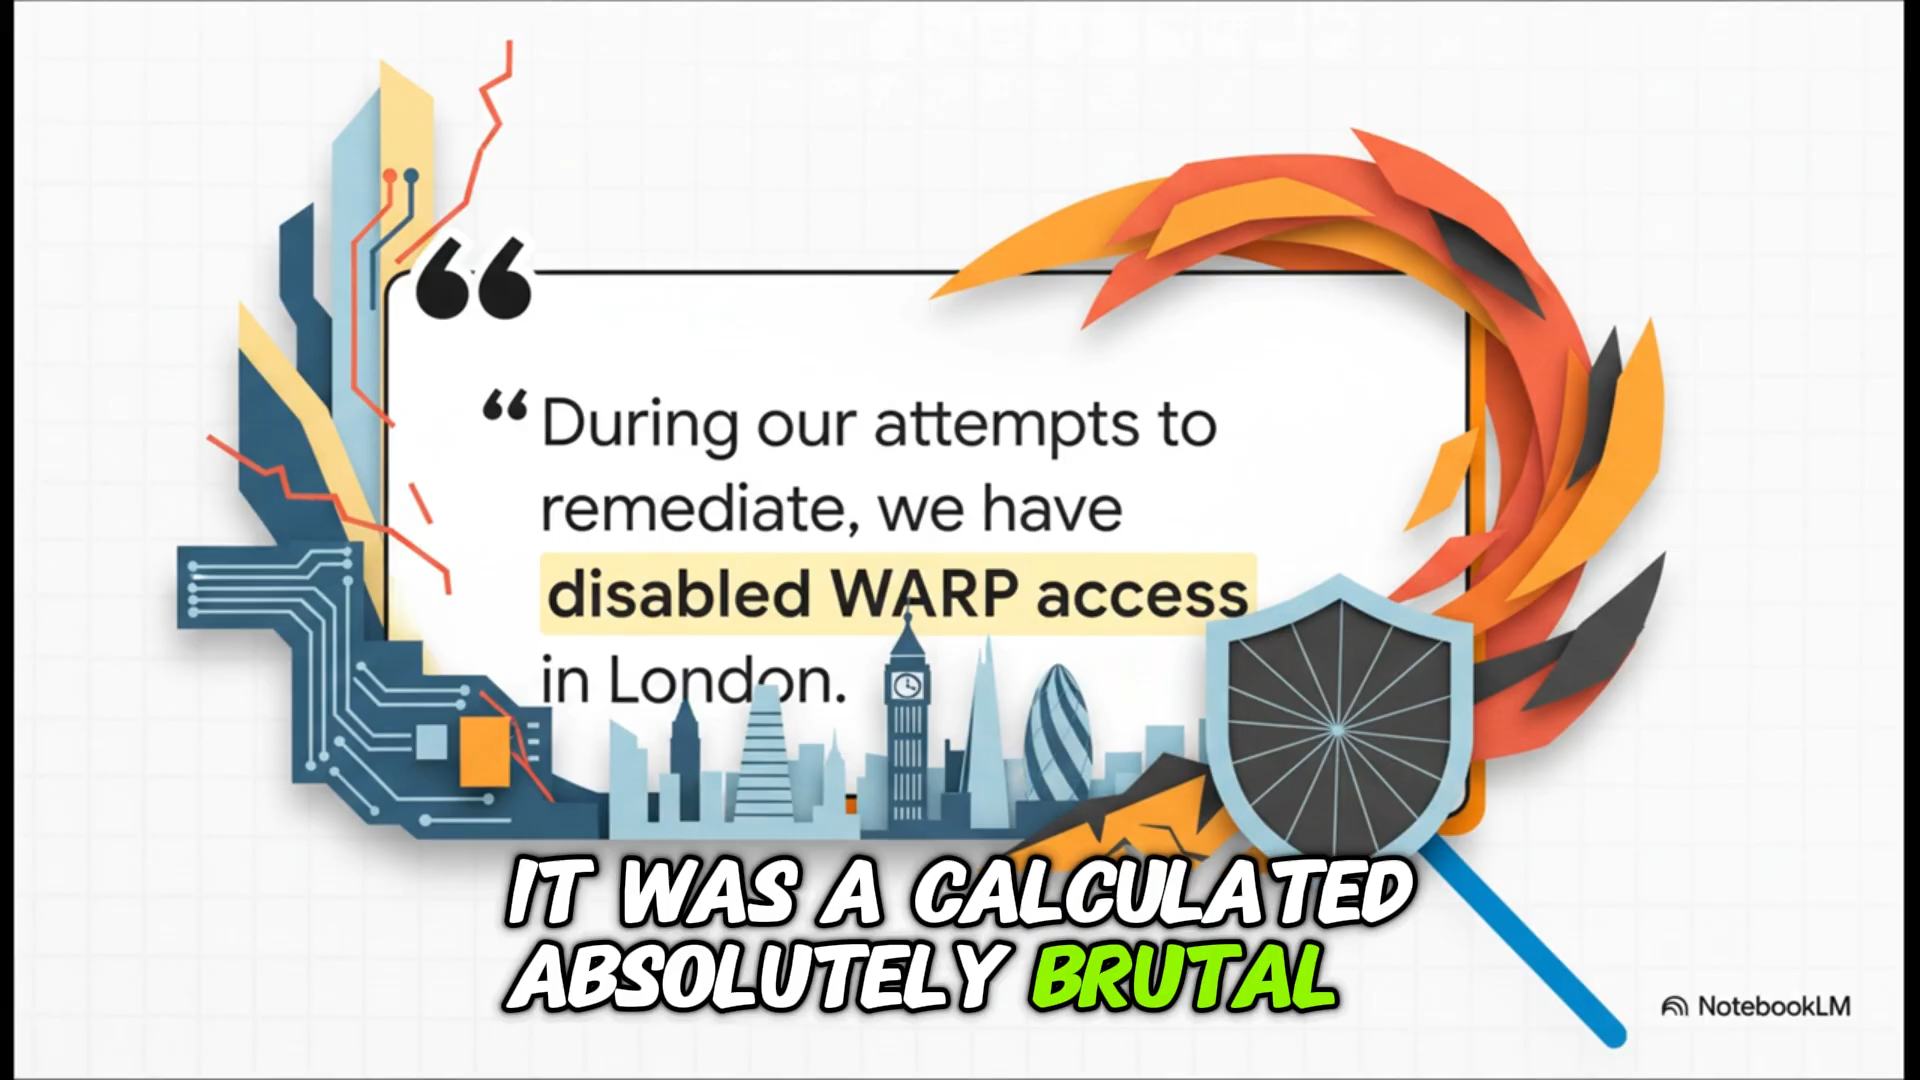 “
“ During our attempts to
remediate, we have
disabled WARP access
in London.
IT WAS A CALCULATED
ABSOLUTELY BRUTAL
NotebookLM